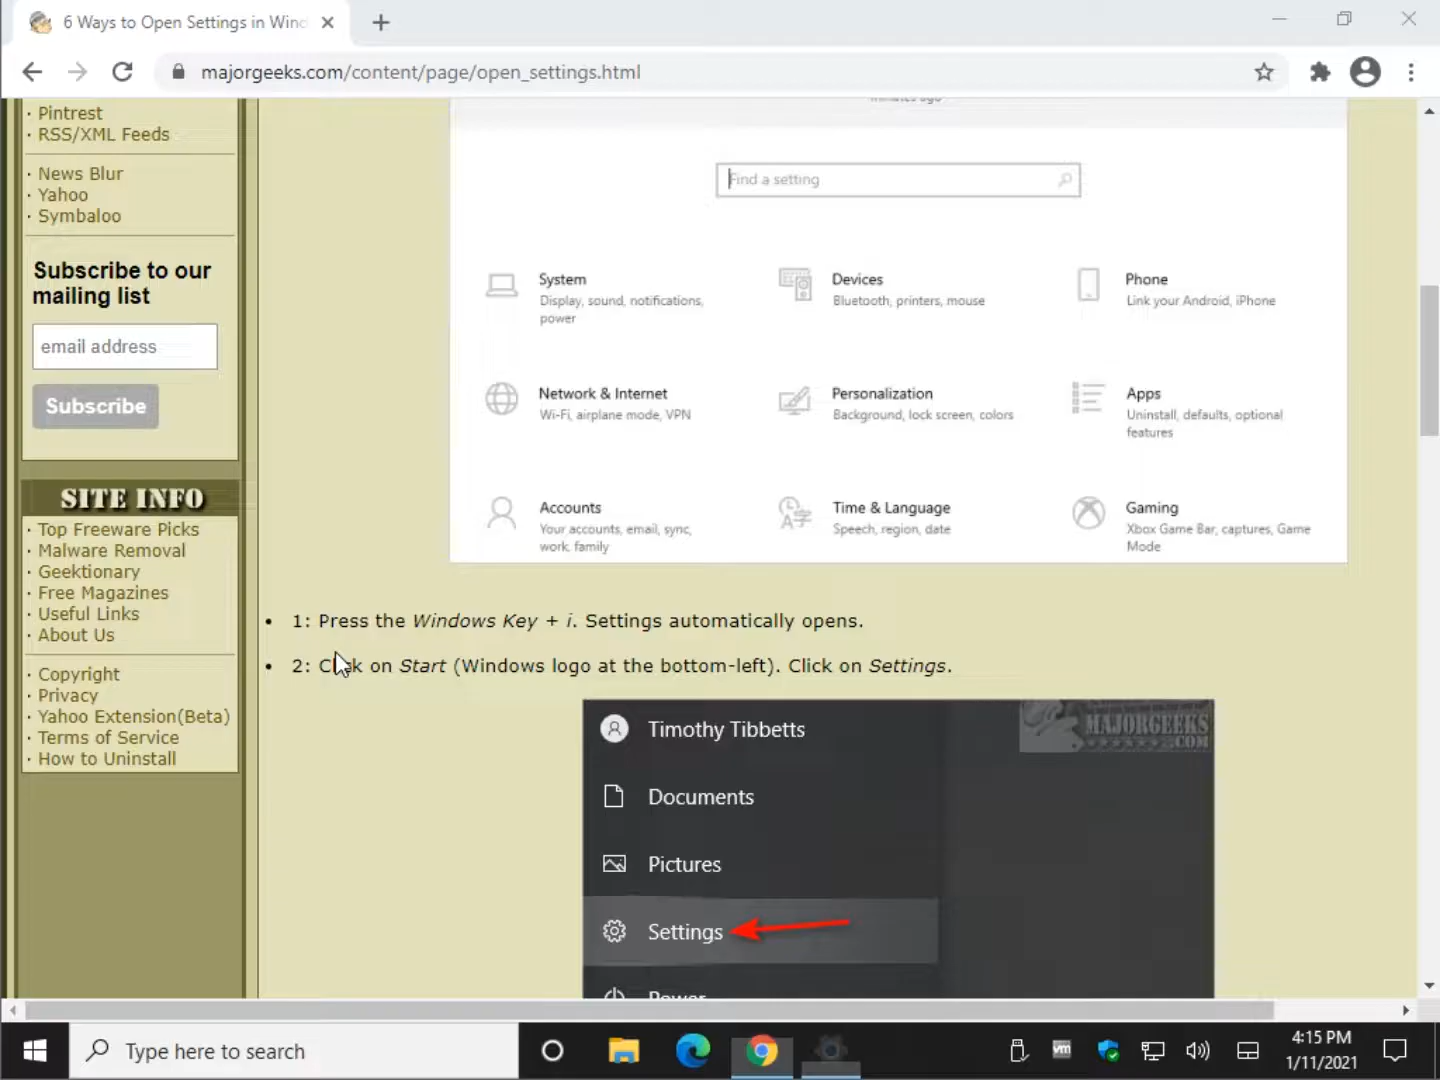 6 Ways to Open Settings in Wind
majorgeeks.com/content/page/open_settings.html
· Pintrest
· RSS/XML Feeds
· News Blur
· Yahoo
· Symbaloo
Subscribe to our
mailing list
email address
Subscribe
SITE INFO
· Top Freeware Picks
· Malware Removal
· Geektionary
· Free Magazines
· Useful Links
· About Us
· Copyright
· Privacy
· Yahoo Extension(Beta)
· Terms of Service
· How to Uninstall
minutes ago
Find a setting
System
Display, sound, notifications,
power
Devices
Bluetooth, printers, mouse
Phone
Link your Android, iPhone
Network & Internet
Wi-Fi, airplane mode, VPN
Personalization
Background, lock screen, colors
Apps
Uninstall, defaults, optional
features
Accounts
Your accounts, email, sync,
work, family
Time & Language
Speech, region, date
Gaming
Xbox Game Bar, captures, Game
Mode
• 1: Press the Windows Key + i. Settings automatically opens.
• 2: Click on Start (Windows logo at the bottom-left). Click on Settings.
Timothy Tibbetts
MAJORGEEKS
.COM
Documents
Pictures
Settings
Power
Type here to search
vm
4:15 PM
1/11/2021